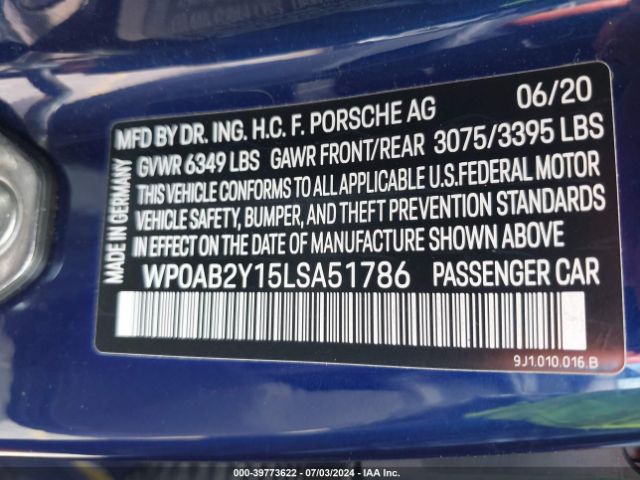 MFD BY DR. ING. H.C. F. PORSCHE AG 06/20
GVWR 6349 LBS GAWR FRONT/REAR 3075/3395 LBS
THIS VEHICLE CONFORMS TO ALL APPLICABLE U.S.FEDERAL MOTOR
VEHICLE SAFETY, BUMPER, AND THEFT PREVENTION STANDARDS
IN EFFECT ON THE DATE OF MANUFACTURE SHOWN ABOVE
MADE IN GERMANY
WP0AB2Y15LSA51786 PASSENGER CAR
9J1.010.016.B
000-39773622 - 07/03/2024 - IAA Inc.